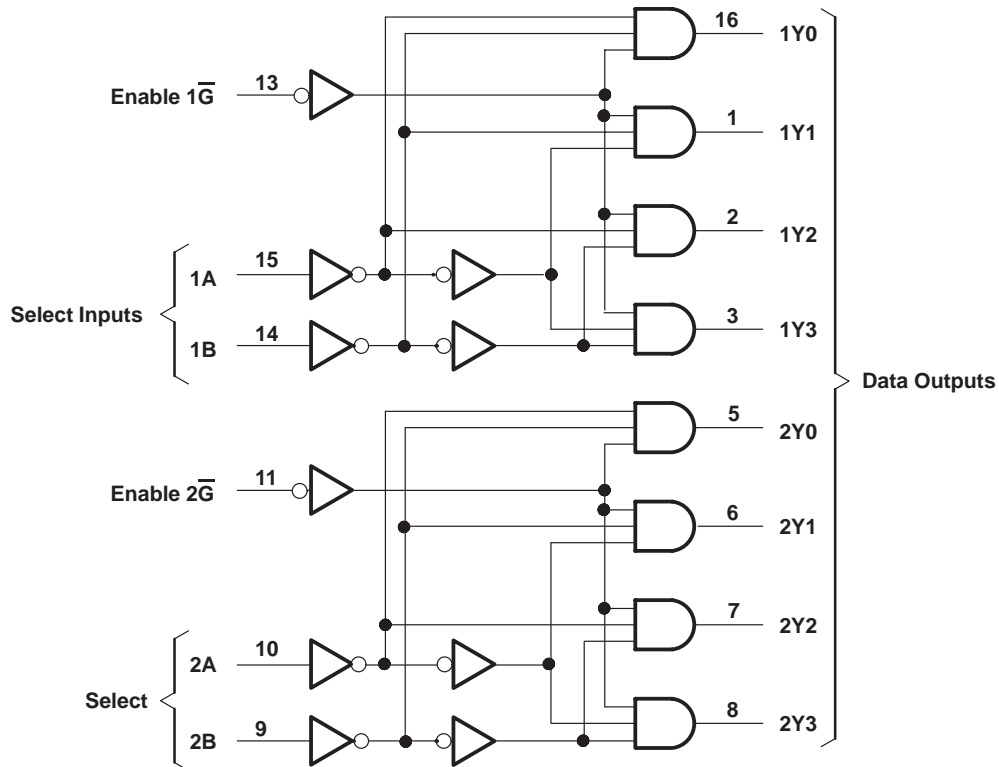 16
1Y0
Enable 1G̅
13
1
1Y1
2
1Y2
Select Inputs
1A
15
1B
14
3
1Y3
Data Outputs
5
2Y0
Enable 2G̅
11
6
2Y1
7
2Y2
Select
2A
10
2B
9
8
2Y3